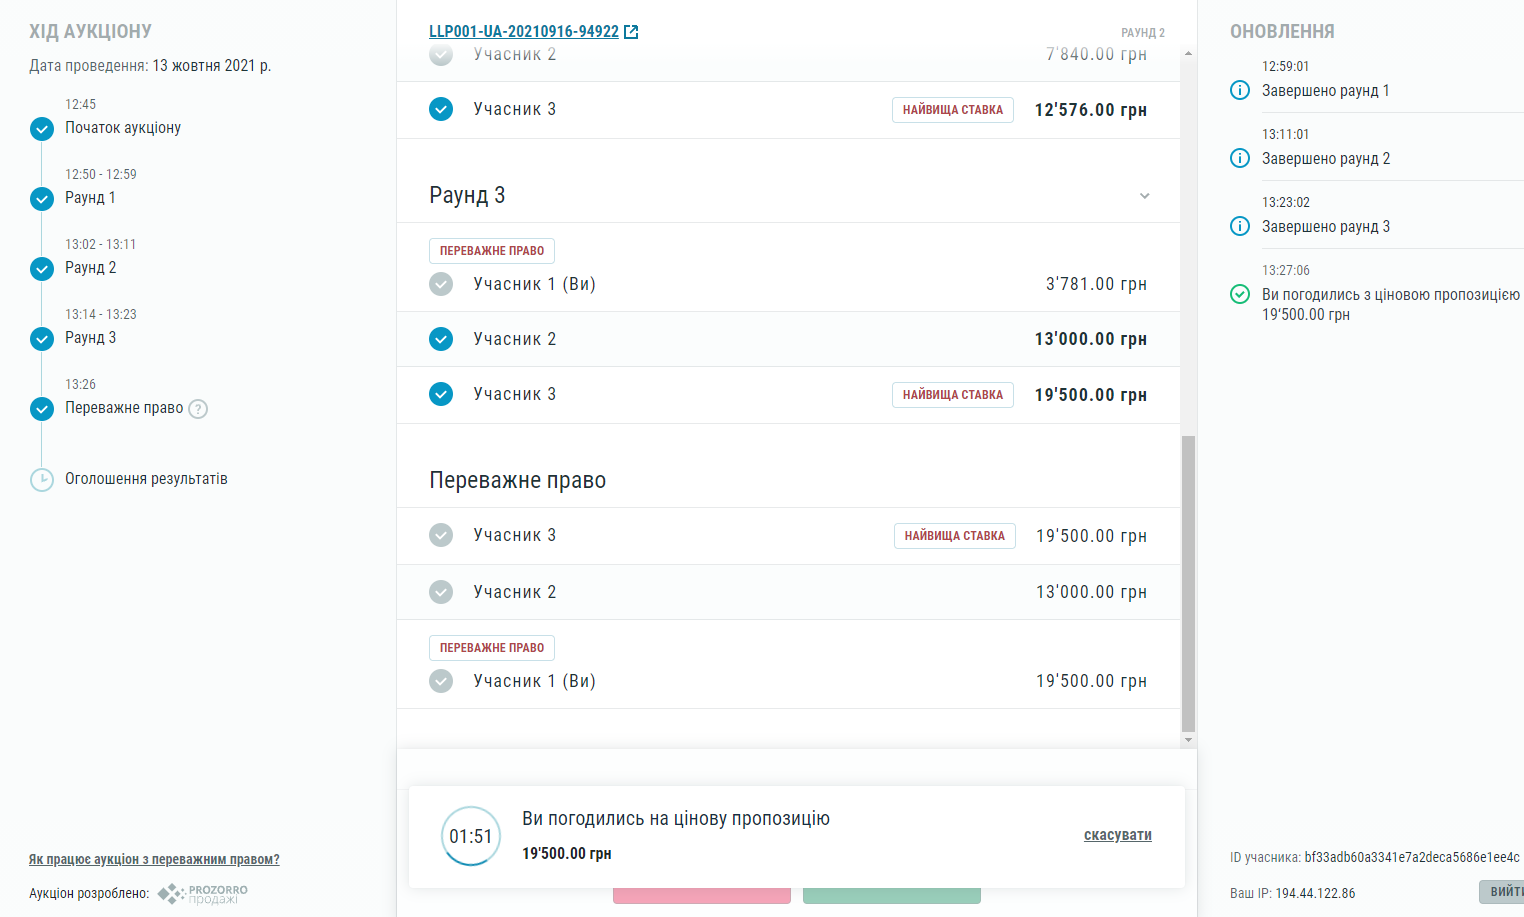 ХІД АУКЦІОНУ
Дата проведення: 13 жовтня 2021 р.
12:45
Початок аукціону
12:50 - 12:59
Раунд 1
13:02 - 13:11
Раунд 2
13:14 - 13:23
Раунд 3
13:26
Переважне право ?
Оголошення результатів
Як працює аукціон з переважним правом?
Аукціон розроблено: PROZORRO
продажі
LLP001-UA-20210916-94922
РАУНД 2
Учасник 2 7'840.00 грн
Учасник 3 НАЙВИЩА СТАВКА 12'576.00 грн
Раунд 3
ПЕРЕВАЖНЕ ПРАВО
Учасник 1 (Ви) 3'781.00 грн
Учасник 2 13'000.00 грн
Учасник 3 НАЙВИЩА СТАВКА 19'500.00 грн
Переважне право
Учасник 3 НАЙВИЩА СТАВКА 19'500.00 грн
Учасник 2 13'000.00 грн
ПЕРЕВАЖНЕ ПРАВО
Учасник 1 (Ви) 19'500.00 грн
01:51
Ви погодились на цінову пропозицію
19'500.00 грн
скасувати
ОНОВЛЕННЯ
12:59:01
Завершено раунд 1
13:11:01
Завершено раунд 2
13:23:02
Завершено раунд 3
13:27:06
Ви погодились з ціновою пропозицією
19'500.00 грн
ID учасника: bf33adb60a3341e7a2deca5686e1ee4c
Ваш IP: 194.44.122.86
ВИЙТИ